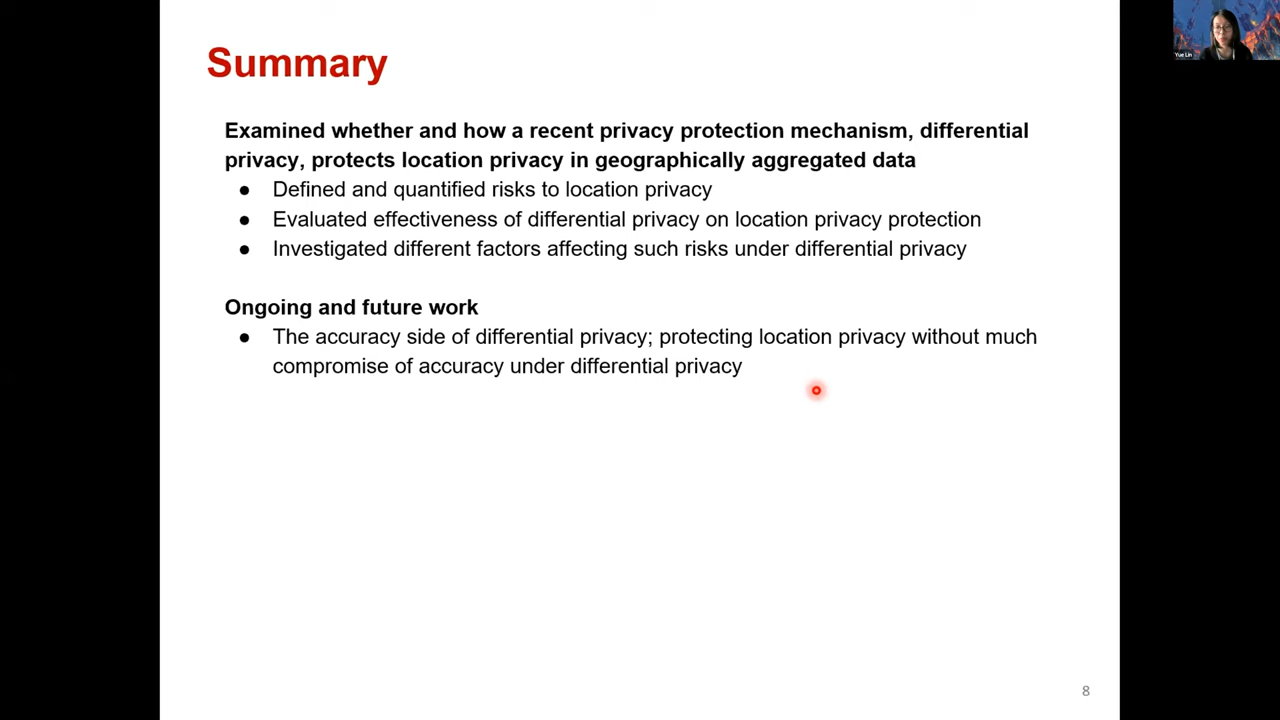 Summary
Yue Lin
Examined whether and how a recent privacy protection mechanism, differential
privacy, protects location privacy in geographically aggregated data
● Defined and quantified risks to location privacy
● Evaluated effectiveness of differential privacy on location privacy protection
● Investigated different factors affecting such risks under differential privacy
Ongoing and future work
● The accuracy side of differential privacy; protecting location privacy without much
compromise of accuracy under differential privacy
8